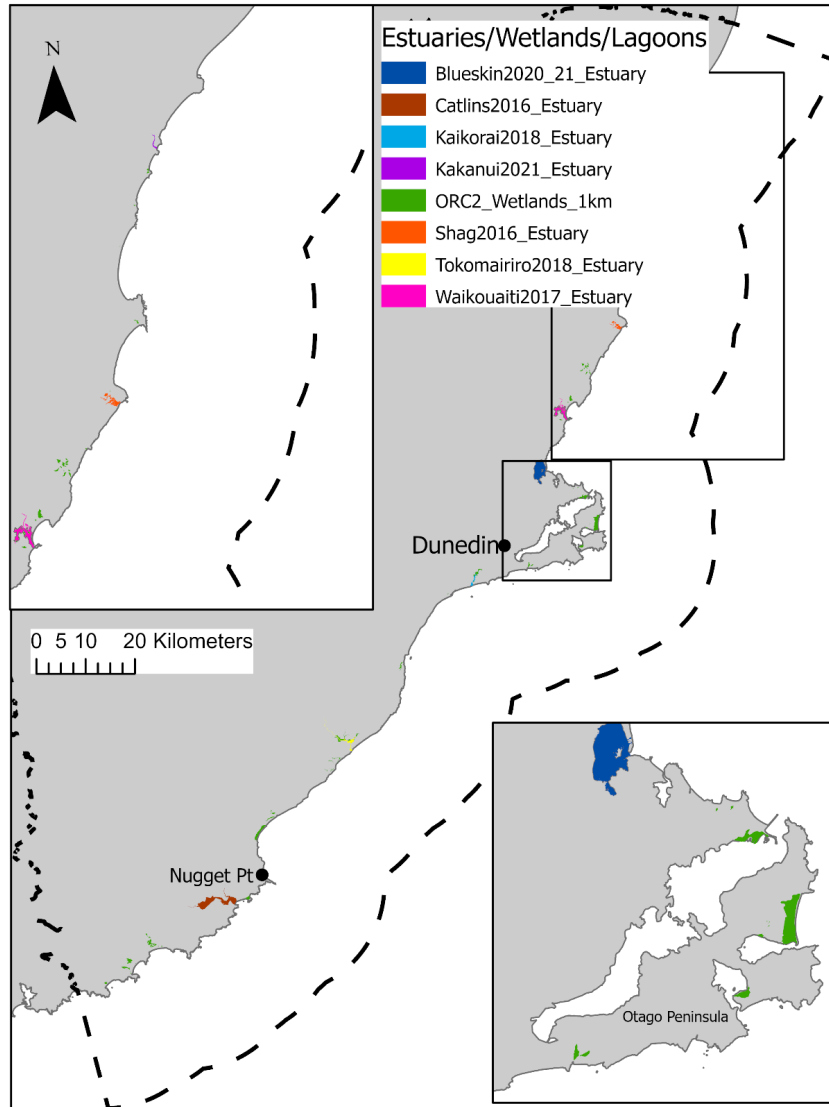 N
Estuaries/Wetlands/Lagoons
Blueskin2020_21_Estuary
Catlins2016_Estuary
Kaikorai2018_Estuary
Kakanui2021_Estuary
ORC2_Wetlands_1km
Shag2016_Estuary
Tokomairiro2018_Estuary
Waikouaiti2017_Estuary
Dunedin
0 5 10 20 Kilometers
Nugget Pt
Otago Peninsula